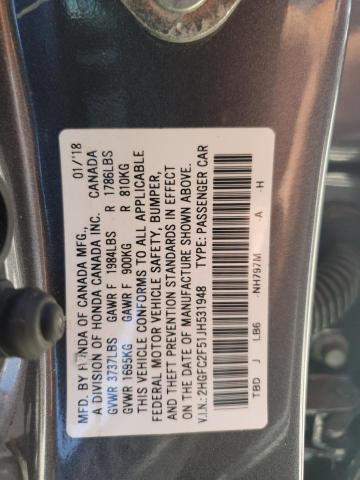 MFD. BY HONDA OF CANADA MFG., 01/'18
A DIVISION OF HONDA CANADA INC. CANADA
GVWR 3737LBS GAWR F 1984LBS R 1786LBS
GVWR 1695KG GAWR F 900KG R 810KG
THIS VEHICLE CONFORMS TO ALL APPLICABLE
FEDERAL MOTOR VEHICLE SAFETY, BUMPER,
AND THEFT PREVENTION STANDARDS IN EFFECT
ON THE DATE OF MANUFACTURE SHOWN ABOVE.
V.I.N.: 2HGFC2F51JH531948 TYPE: PASSENGER CAR
TBD J LB6 NH797M A H